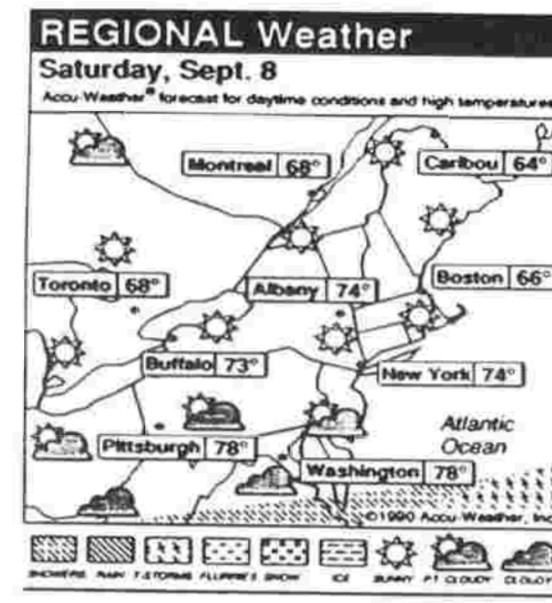 REGIONAL Weather
Saturday, Sept. 8
Accu-Weather® forecast for daytime conditions and high temperatures
Montreal 68°
Caribou 64°
Toronto 68°
Albany 74°
Boston 66°
Buffalo 73°
New York 74°
Pittsburgh 78°
Atlantic
Ocean
Washington 78°
©1990 Accu-Weather, Inc
SHOWERS RAIN T-STORMS FLURRIES SNOW ICE SUNNY PT CLOUDY CLOUDY